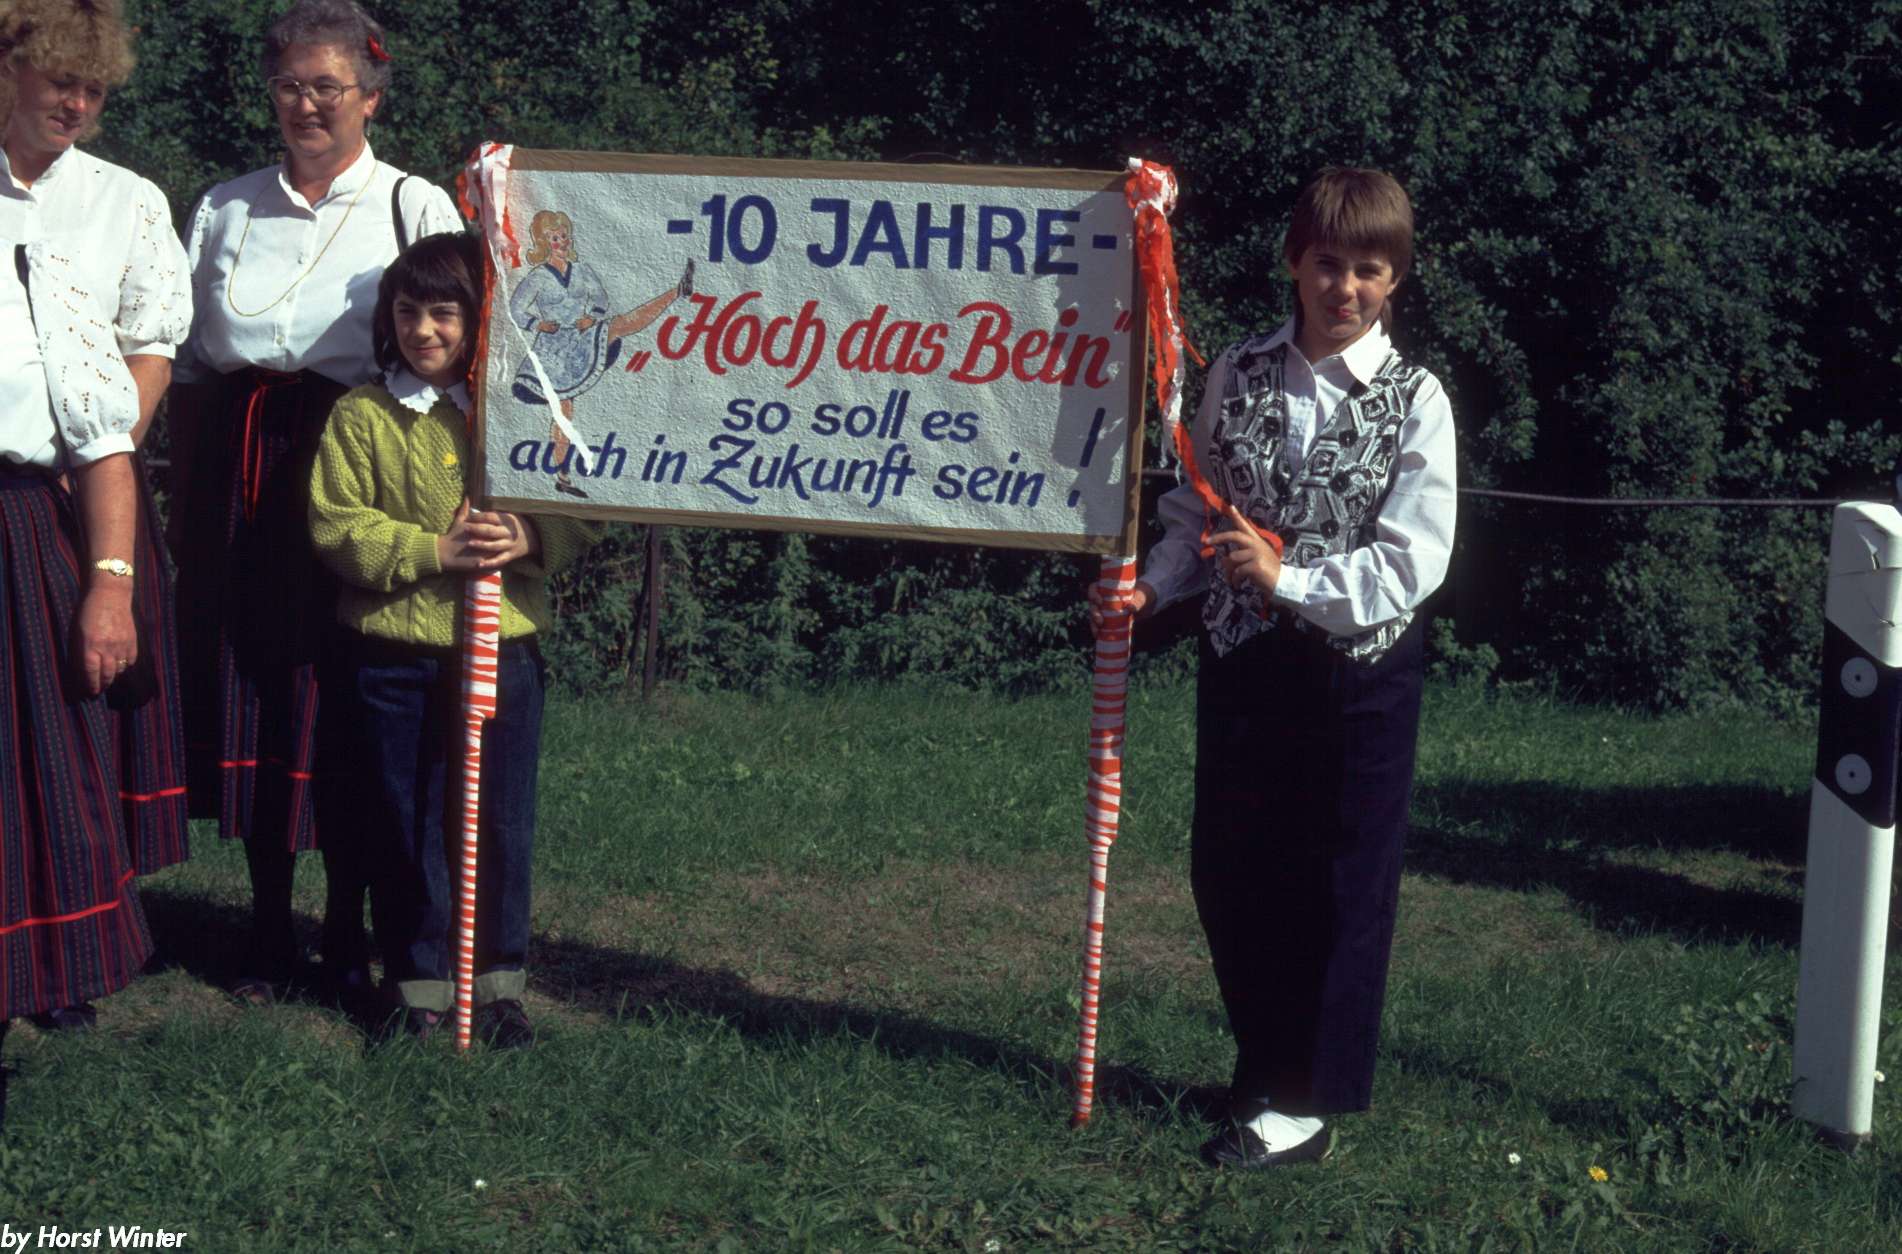 - 10 JAHRE -
„Hoch das Bein"
so soll es
auch in Zukunft sein !
by Horst Winter